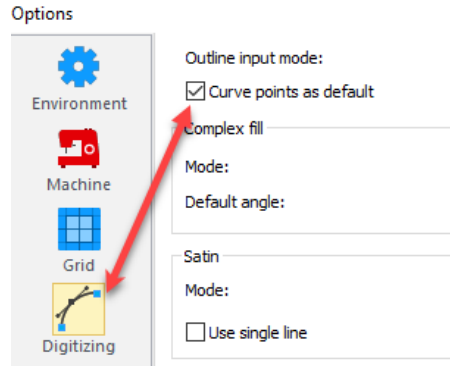 Options
Environment
Machine
Grid
Digitizing
Outline input mode:
Curve points as default
Complex fill
Mode:
Default angle:
Satin
Mode:
Use single line